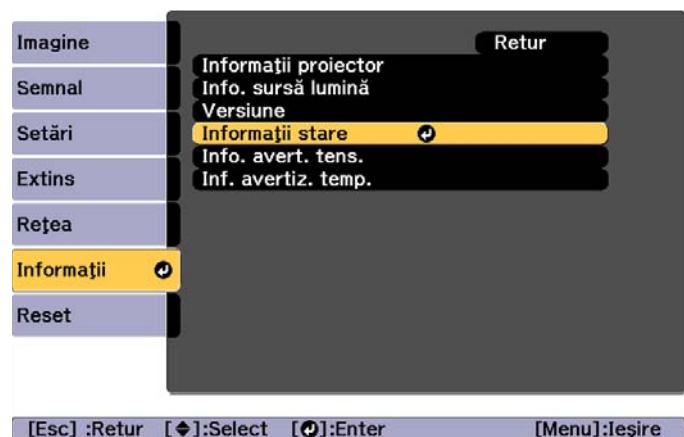 Imagine
Semnal
Setări
Extins
Reţea
Informaţii
Reset
Retur
Informaţii proiector
Info. sursă lumină
Versiune
Informaţii stare
Info. avert. tens.
Inf. avertiz. temp.
[Esc] :Retur [◆]:Select [⏎]:Enter [Menu]:Ieşire